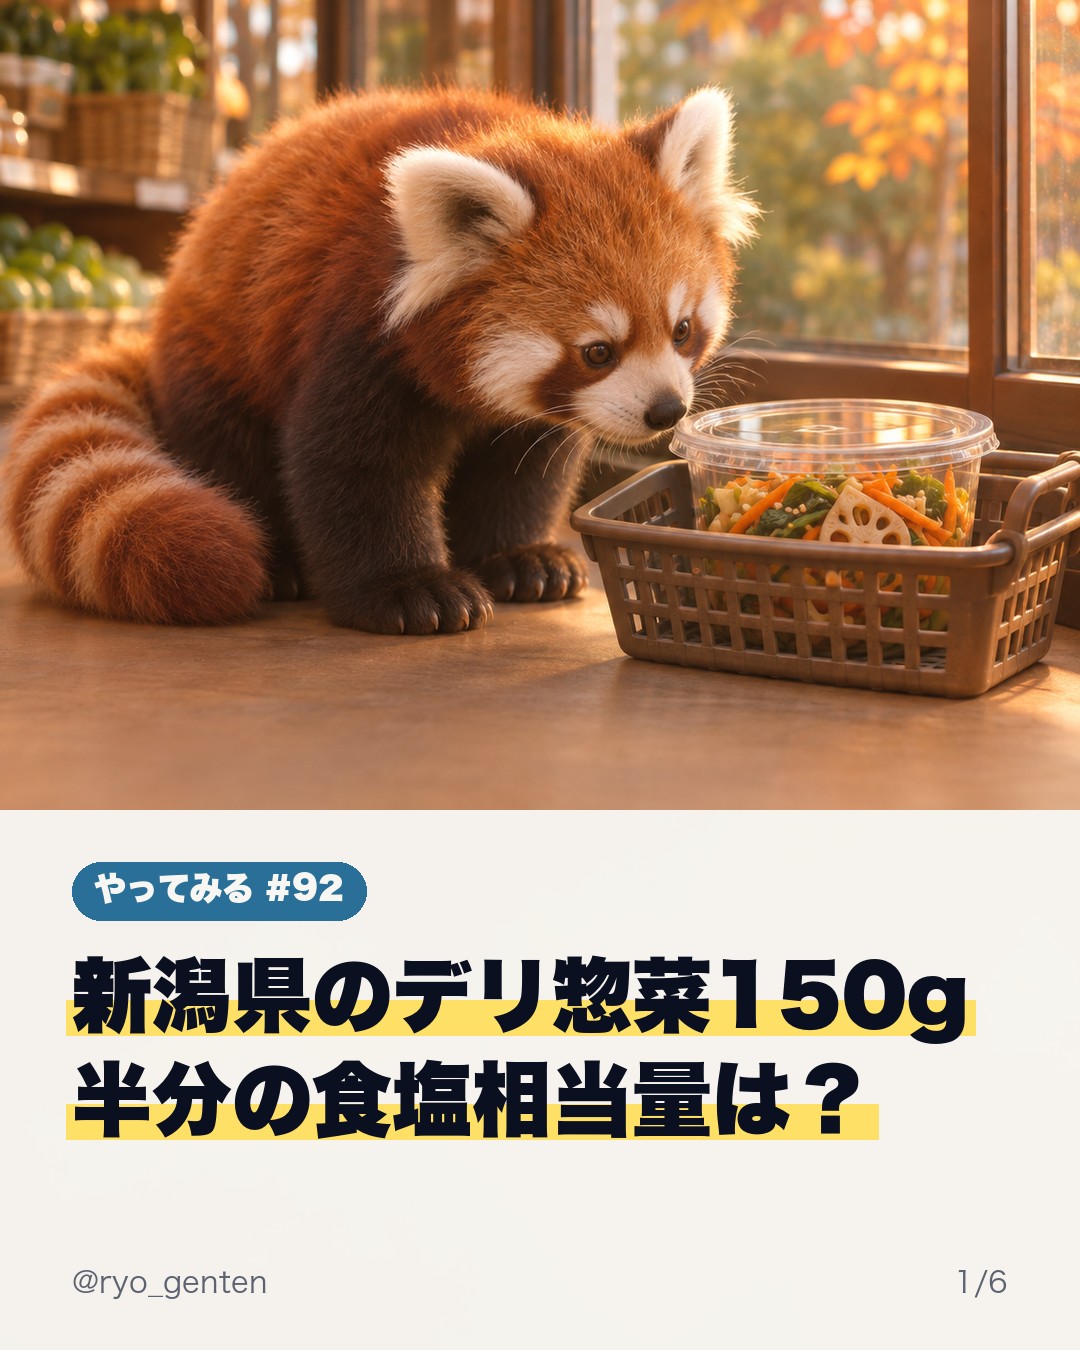 やってみる #92
新潟県のデリ惣菜150g
半分の食塩相当量は？
@ryo_genten
1/6